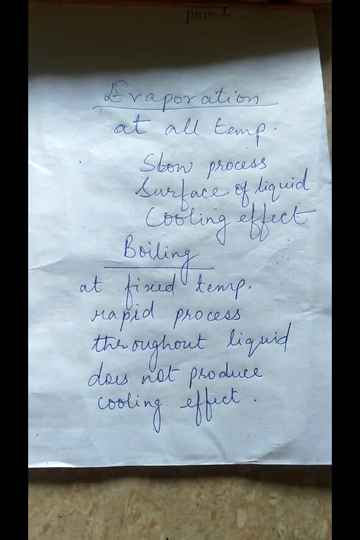 point
Evaporation
at all temp.
Slow process
Surface of liquid
Cooling effect
Boiling
at fixed temp.
rapid process
throughout liquid
does not produce
cooling effect.